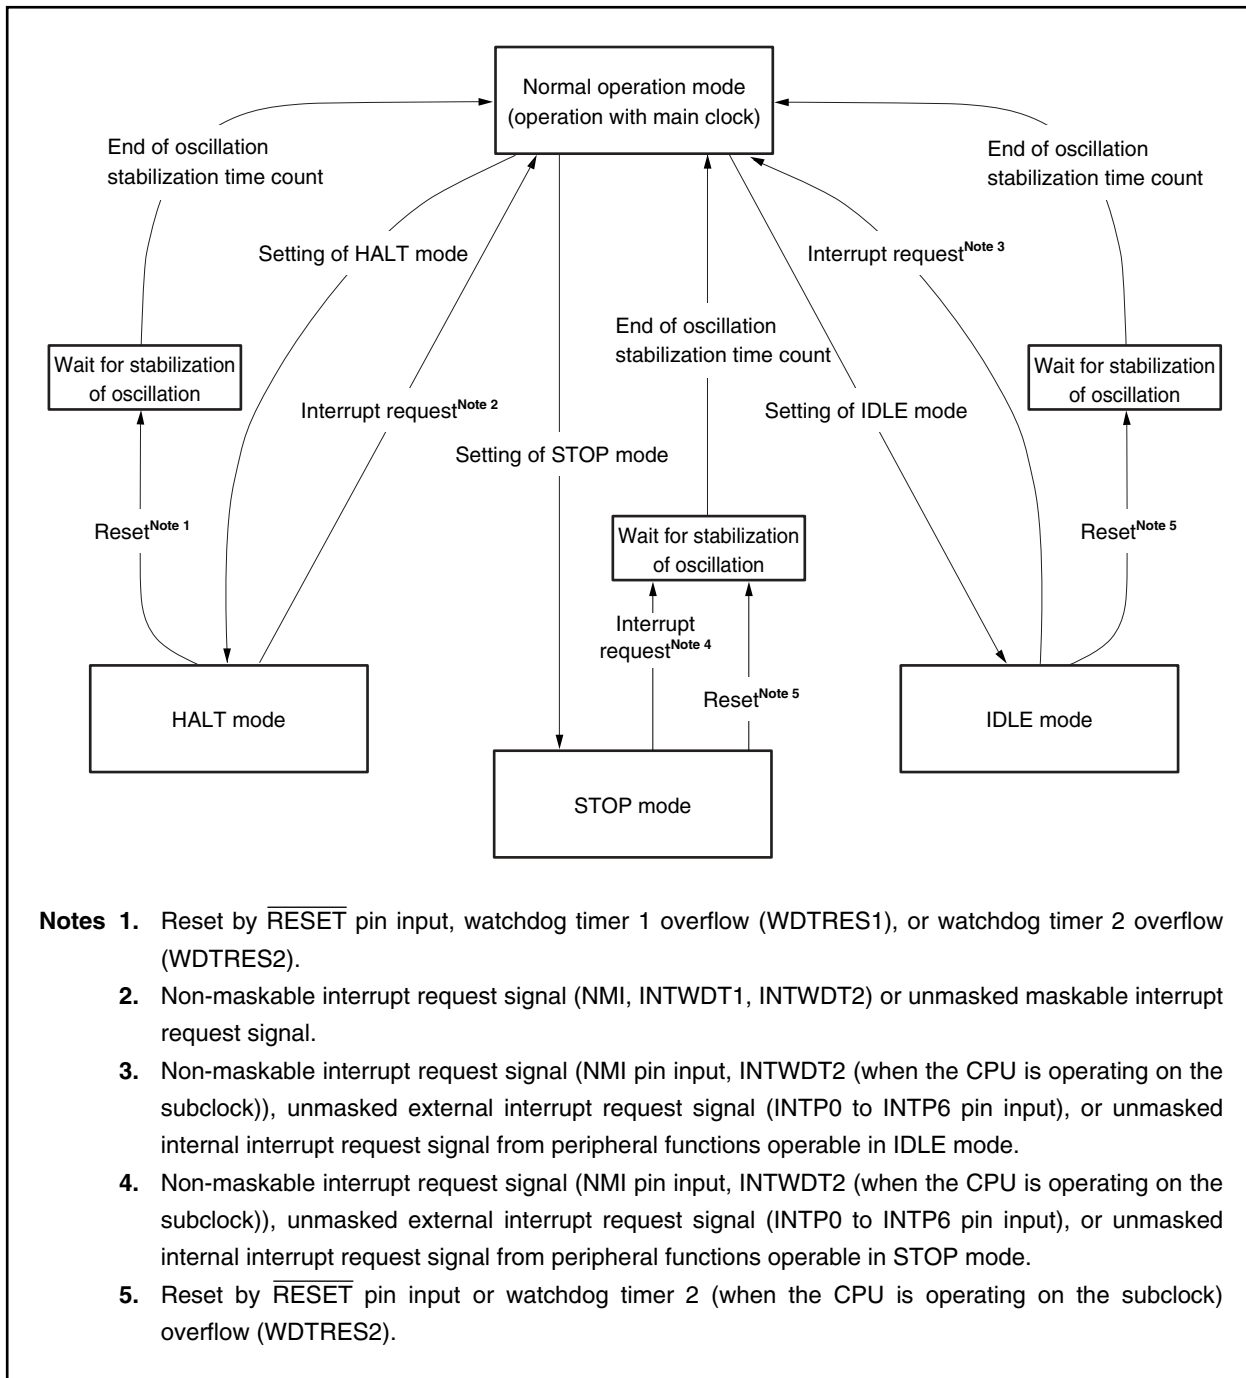 Normal operation mode
(operation with main clock)
End of oscillation
stabilization time count
End of oscillation
stabilization time count
Setting of HALT mode
Interrupt request Note 3
End of oscillation
stabilization time count
Wait for stabilization
of oscillation
Wait for stabilization
of oscillation
Interrupt request Note 2
Setting of IDLE mode
Setting of STOP mode
Reset Note 1
Wait for stabilization
of oscillation
Reset Note 5
Interrupt
request Note 4
Reset Note 5
HALT mode
IDLE mode
STOP mode
Notes 1. Reset by RESET pin input, watchdog timer 1 overflow (WDTRES1), or watchdog timer 2 overflow
(WDTRES2).
2. Non-maskable interrupt request signal (NMI, INTWDT1, INTWDT2) or unmasked maskable interrupt
request signal.
3. Non-maskable interrupt request signal (NMI pin input, INTWDT2 (when the CPU is operating on the
subclock)), unmasked external interrupt request signal (INTP0 to INTP6 pin input), or unmasked
internal interrupt request signal from peripheral functions operable in IDLE mode.
4. Non-maskable interrupt request signal (NMI pin input, INTWDT2 (when the CPU is operating on the
subclock)), unmasked external interrupt request signal (INTP0 to INTP6 pin input), or unmasked
internal interrupt request signal from peripheral functions operable in STOP mode.
5. Reset by RESET pin input or watchdog timer 2 (when the CPU is operating on the subclock)
overflow (WDTRES2).